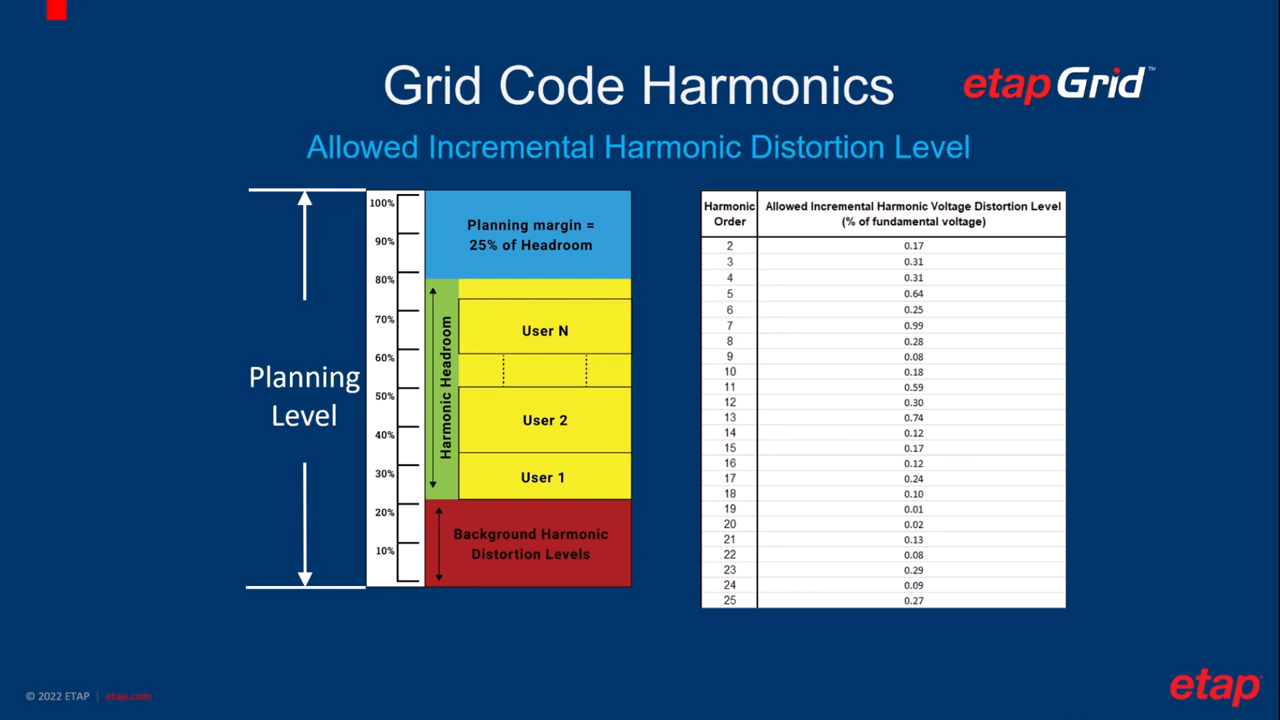 Grid Code Harmonics
etap Grid™
Allowed Incremental Harmonic Distortion Level
Planning
Level
100%
90%
80%
70%
60%
50%
40%
30%
20%
10%
Planning margin =
25% of Headroom
Harmonic Headroom
User N
User 2
User 1
Background Harmonic
Distortion Levels
Harmonic Order Allowed Incremental Harmonic Voltage Distortion Level (% of fundamental voltage)
2 0.17
3 0.31
4 0.31
5 0.64
6 0.25
7 0.99
8 0.28
9 0.08
10 0.18
11 0.59
12 0.30
13 0.74
14 0.12
15 0.17
16 0.12
17 0.24
18 0.10
19 0.01
20 0.02
21 0.13
22 0.08
23 0.29
24 0.09
25 0.27
© 2022 ETAP | etap.com
etap